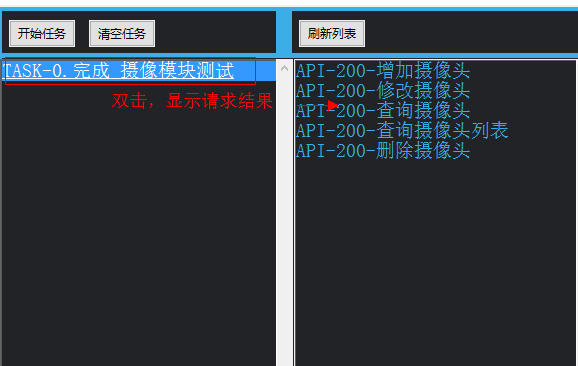 开始任务
清空任务
刷新列表
TASK-0.完成 摄像模块测试
双击，显示请求结果
API-200-增加摄像头
API-200-修改摄像头
API-200-查询摄像头
API-200-查询摄像头列表
API-200-删除摄像头